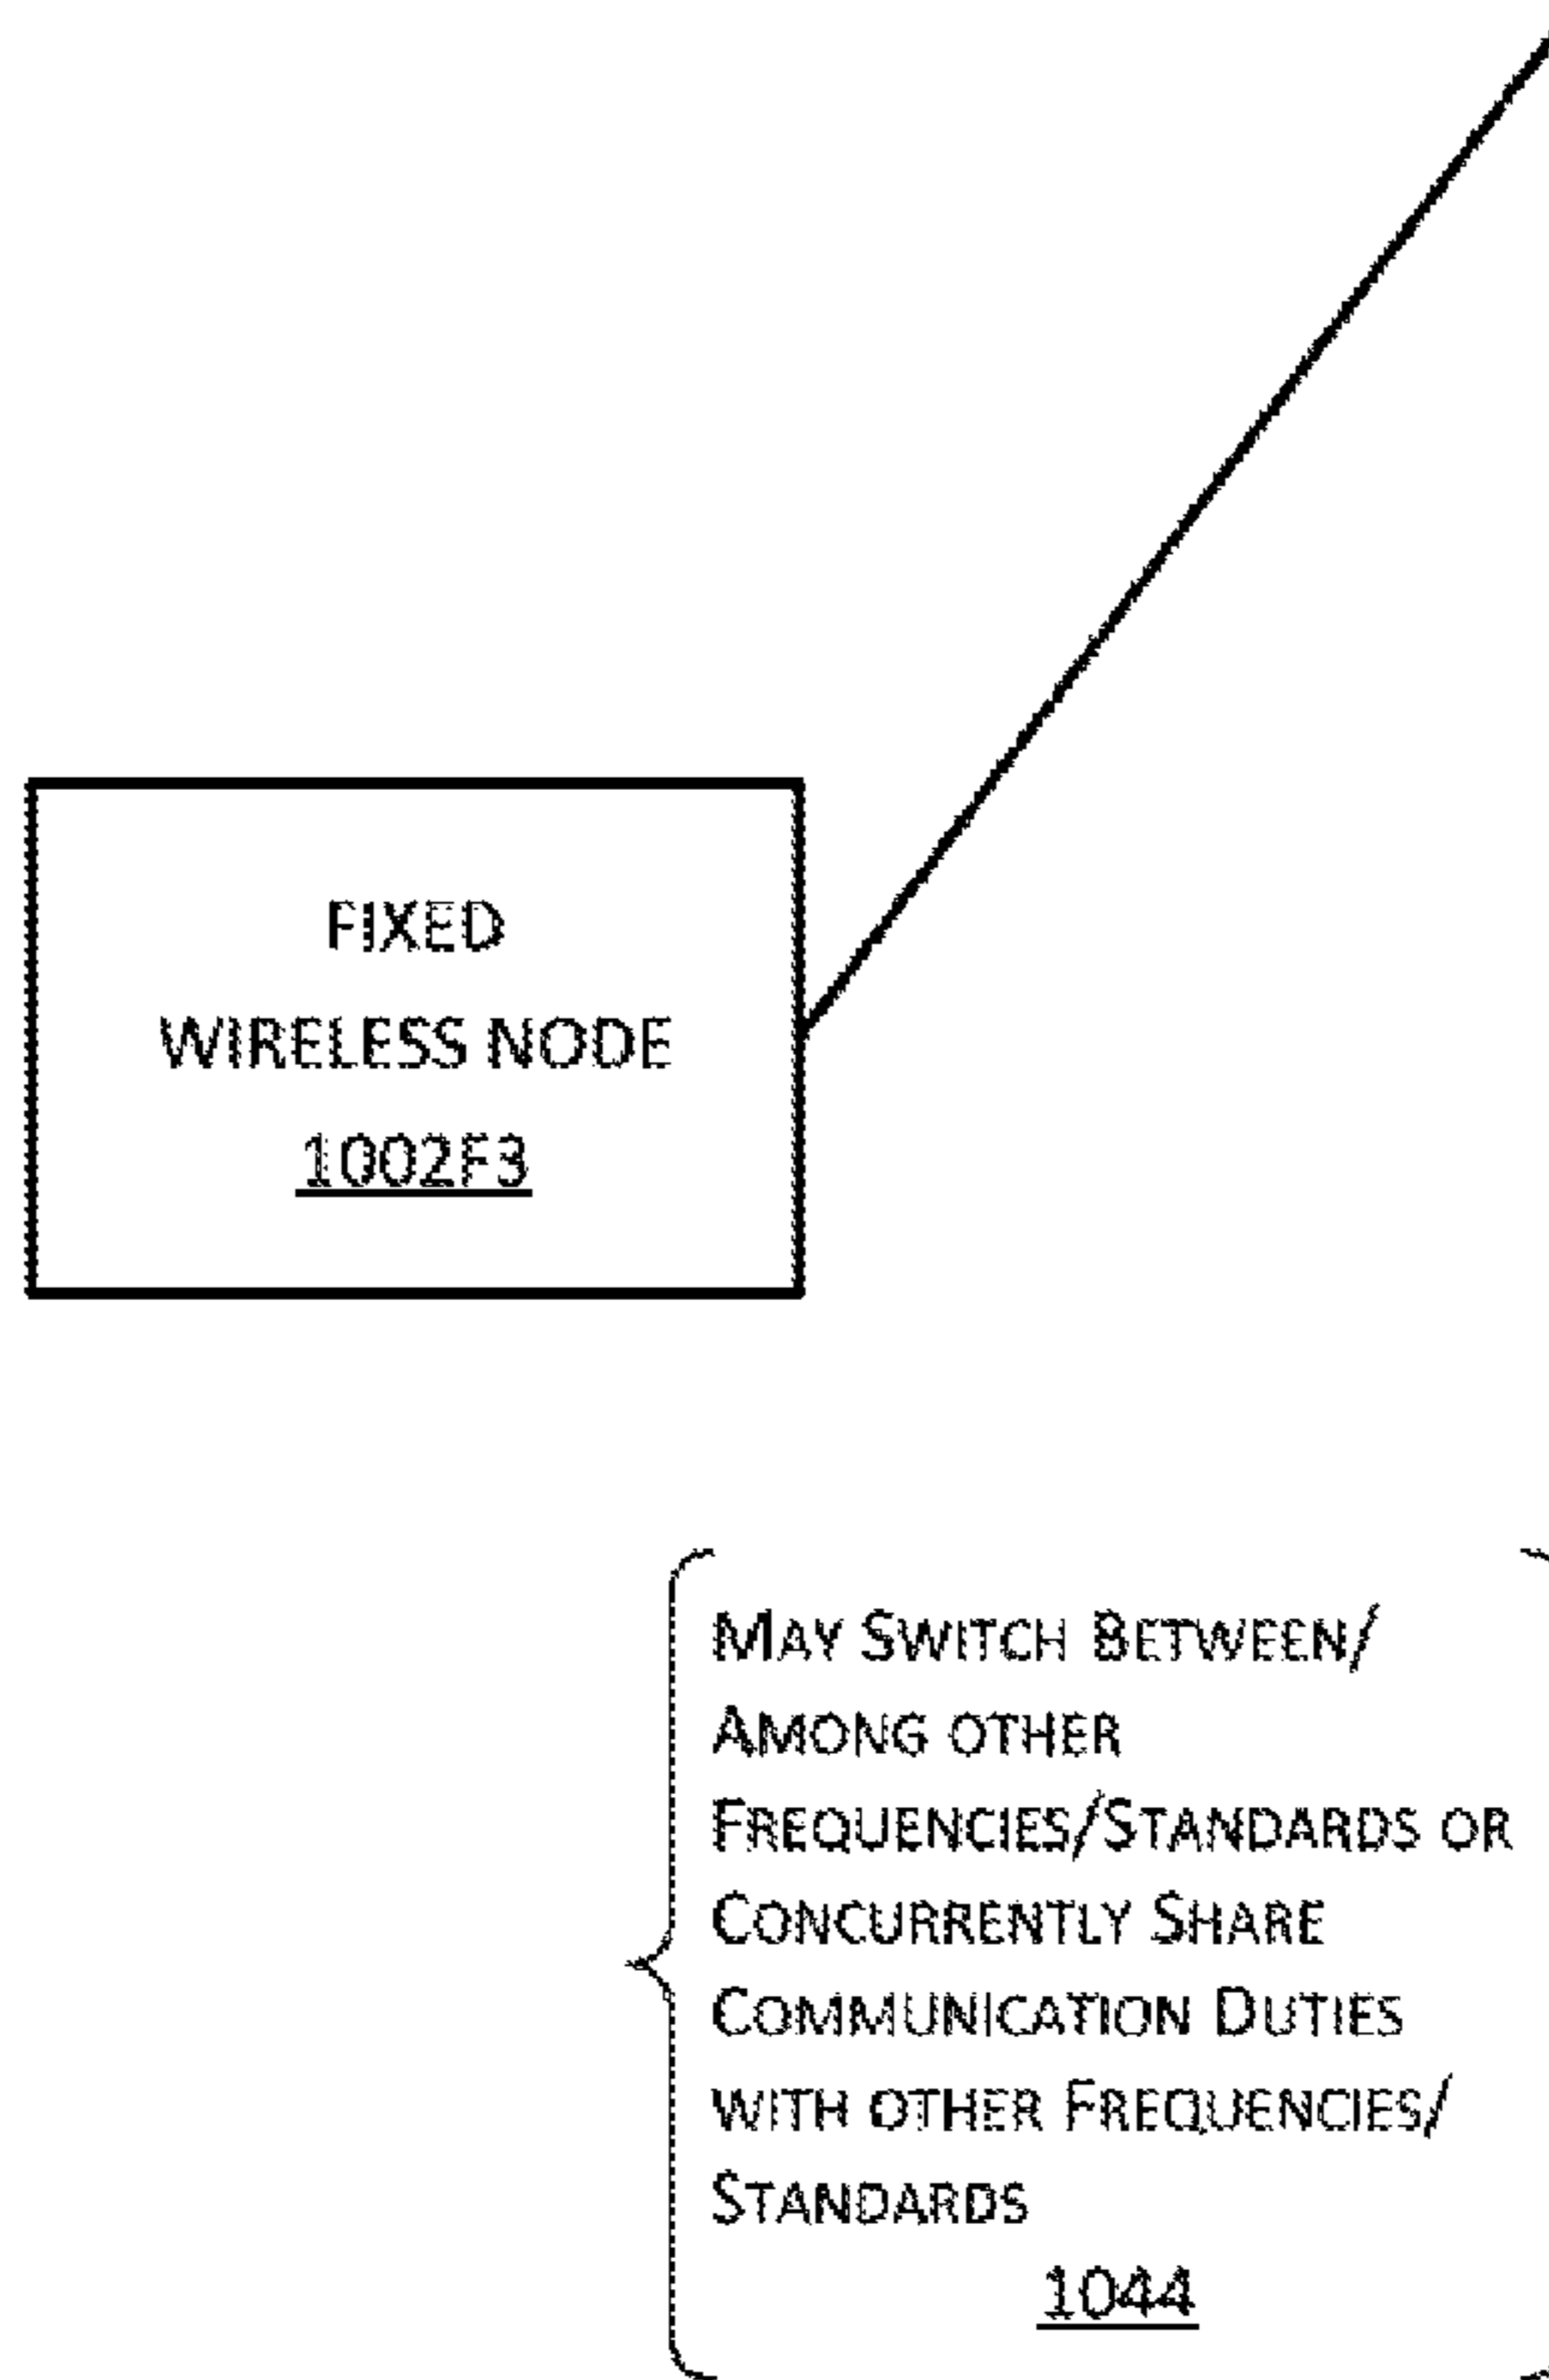 FIXED
WIRELESS NODE
1002F3
MAY SWITCH BETWEEN/
AMONG OTHER
FREQUENCIES/STANDARDS OR
CONCURRENTLY SHARE
COMMUNICATION DUTIES
WITH OTHER FREQUENCIES/
STANDARDS
1044